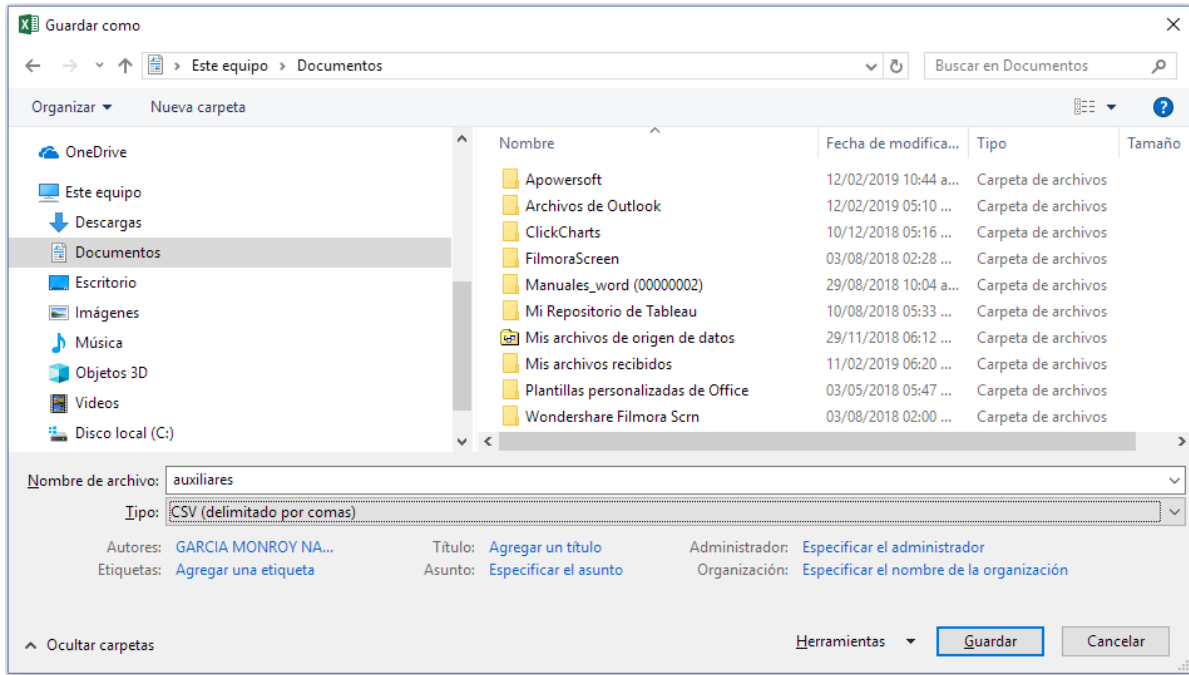 Guardar como
Este equipo > Documentos
Buscar en Documentos
Organizar
Nueva carpeta
OneDrive
Este equipo
Descargas
Documentos
Escritorio
Imágenes
Música
Objetos 3D
Videos
Disco local (C:)
Nombre Fecha de modifica... Tipo Tamaño
Apowersoft 12/02/2019 10:44 a... Carpeta de archivos
Archivos de Outlook 12/02/2019 05:10 ... Carpeta de archivos
ClickCharts 10/12/2018 05:16 ... Carpeta de archivos
FilmoraScreen 03/08/2018 02:28 ... Carpeta de archivos
Manuales_word (00000002) 29/08/2018 10:04 a... Carpeta de archivos
Mi Repositorio de Tableau 10/08/2018 05:33 ... Carpeta de archivos
Mis archivos de origen de datos 29/11/2018 06:12 ... Carpeta de archivos
Mis archivos recibidos 11/02/2019 06:20 ... Carpeta de archivos
Plantillas personalizadas de Office 03/05/2018 05:47 ... Carpeta de archivos
Wondershare Filmora Scrn 03/08/2018 02:00 ... Carpeta de archivos
Nombre de archivo: auxiliares
Tipo: CSV (delimitado por comas)
Autores: GARCIA MONROY NA... Título: Agregar un título Administrador: Especificar el administrador
Etiquetas: Agregar una etiqueta Asunto: Especificar el asunto Organización: Especificar el nombre de la organización
Ocultar carpetas
Herramientas
Guardar
Cancelar